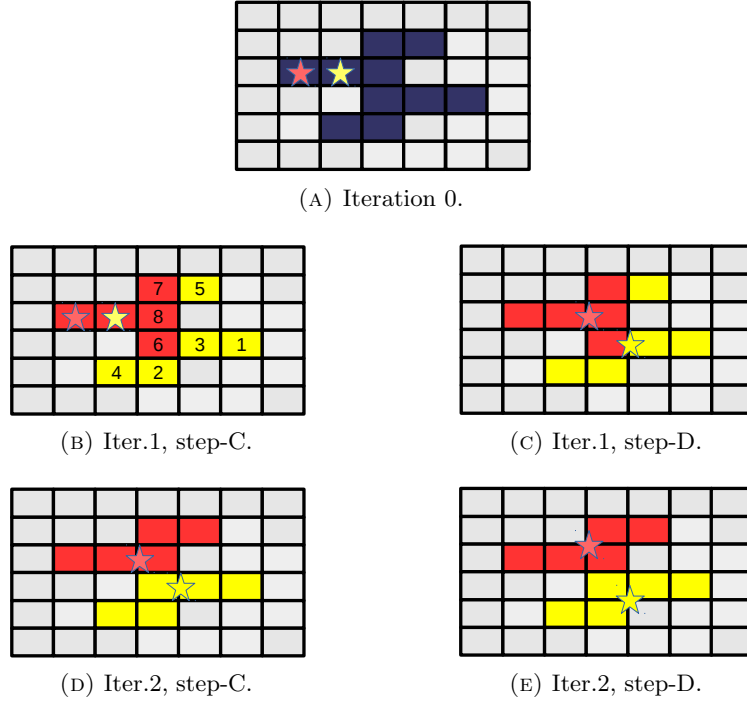 (A) Iteration 0.
7 5
8
6 3 1
4 2
(B) Iter.1, step-C.
(C) Iter.1, step-D.
(D) Iter.2, step-C.
(E) Iter.2, step-D.